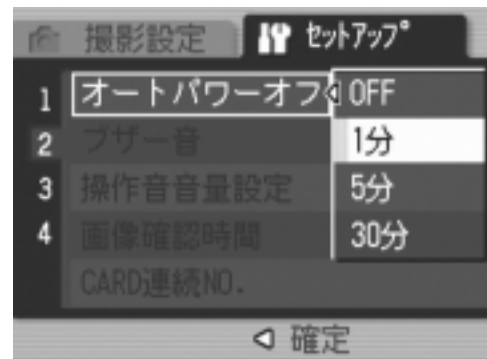 撮影設定 セットアップ
1 オートパワーオフ OFF
2 ブザー音 1分
3 操作音音量設定 5分
4 画像確認時間 30分
CARD連続NO.
確定